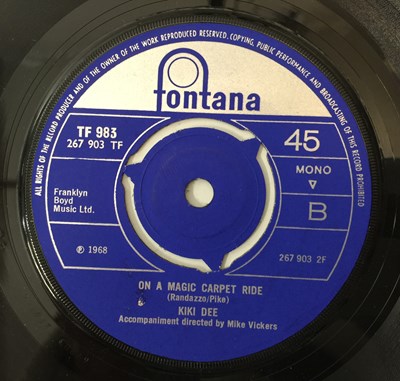 ALL RIGHTS OF THE RECORD PRODUCER AND OF THE OWNER OF THE WORK REPRODUCED RESERVED. COPYING, PUBLIC PERFORMANCE AND BROADCASTING OF THIS RECORD PROHIBITED
fontana
TF 983
267 903 TF
45
MONO
B
Franklyn
Boyd
Music Ltd.
℗ 1968
267 903 2F
ON A MAGIC CARPET RIDE
(Randazzo/Pike)
KIKI DEE
Accompaniment directed by Mike Vickers